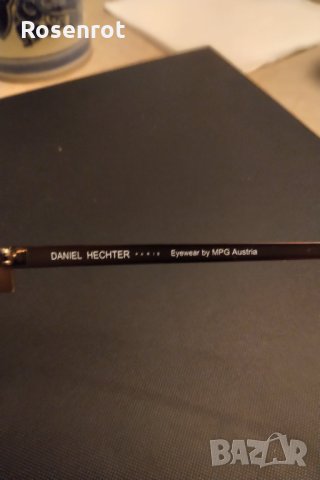 Rosenrot
DANIEL HECHTER PARIS Eyewear by MPG Austria
BAZAR